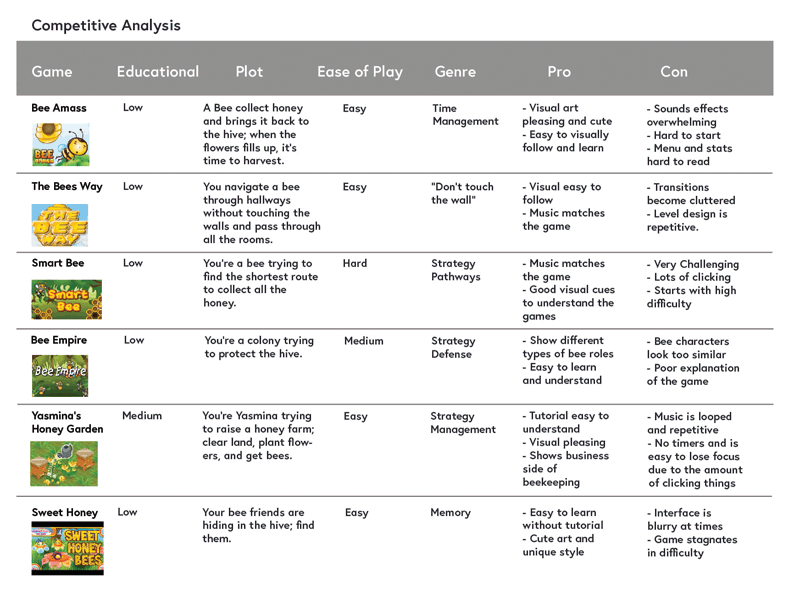 Competitive Analysis
Game Educational Plot Ease of Play Genre Pro Con
Bee Amass Low A Bee collect honey Easy Time - Visual art - Sounds effects
and brings it back to Management pleasing and cute overwhelming
the hive; when the - Easy to visually - Hard to start
flowers fills up, it's follow and learn - Menu and stats
time to harvest. hard to read
BEE
The Bees Way Low You navigate a bee Easy "Don't touch - Visual easy to - Transitions
through hallways the wall" follow become cluttered
without touching the - Music matches - Level design is
walls and pass through the game repetitive.
all the rooms.
THE
BEE
WAY
Smart Bee Low You're a bee trying to Hard Strategy - Music matches - Very Challenging
find the shortest route Pathways the game - Lots of clicking
to collect all the - Good visual cues - Starts with high
honey. to understand the difficulty
games
Smart
Bee
Bee Empire Low You're a colony trying Medium Strategy - Show different - Bee characters
to protect the hive. Defense types of bee roles look too similar
- Easy to learn - Poor explanation
and understand of the game
Bee Empire
Yasmina's Medium You're Yasmina trying Easy Strategy - Tutorial easy to - Music is looped
Honey Garden to raise a honey farm; Management understand and repetitive
clear land, plant flow- - Visual pleasing - No timers and is
ers, and get bees. - Shows business easy to lose focus
side of due to the amount
beekeeping of clicking things
Sweet Honey Low Your bee friends are Easy Memory - Easy to learn - Interface is
hiding in the hive; find without tutorial blurry at times
them. - Cute art and - Game stagnates
unique style in difficulty
SWEET
HONEY
BEES